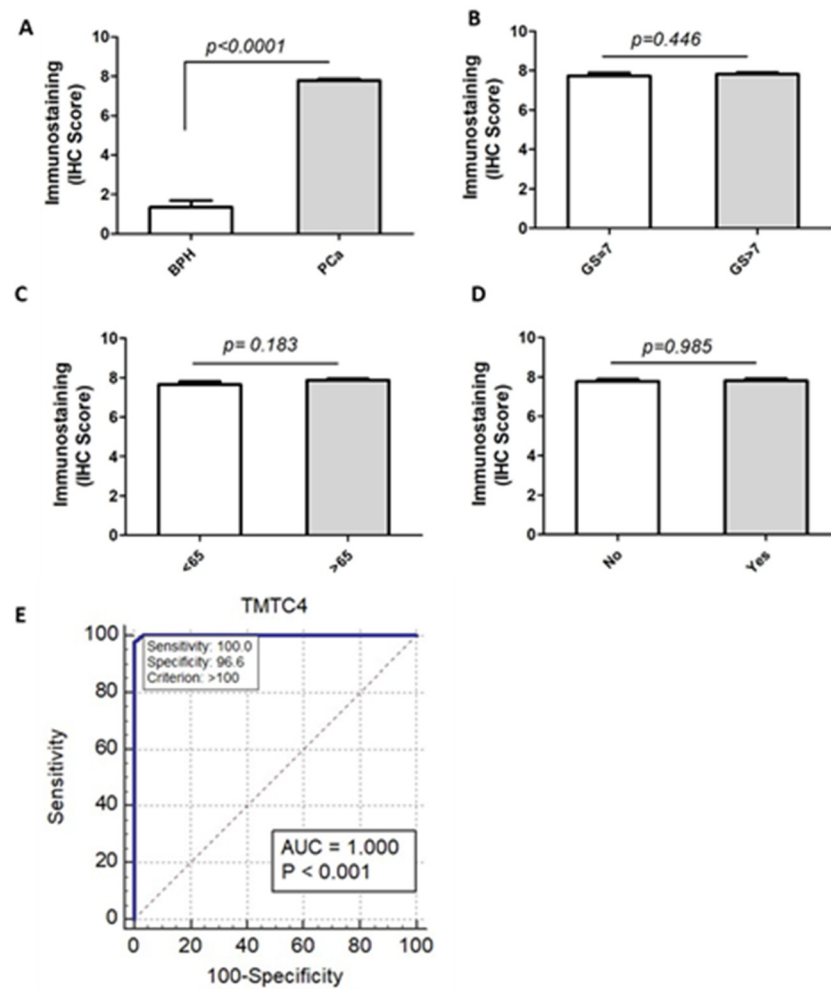 A
p<0.0001
Immunostaining
(IHC Score)
10
8
6
4
2
0
BPH
PCa
B
p=0.446
Immunostaining
(IHC Score)
10
8
6
4
2
0
GS=7
GS>7
C
p= 0.183
Immunostaining
(IHC Score)
10
8
6
4
2
0
<65
>65
D
p=0.985
Immunostaining
(IHC Score)
10
8
6
4
2
0
No
Yes
E
TMTC4
Sensitivity
100
80
60
40
20
0
Sensitivity: 100.0
Specificity: 96.6
Criterion: >100
AUC = 1.000
P < 0.001
0 20 40 60 80 100
100-Specificity